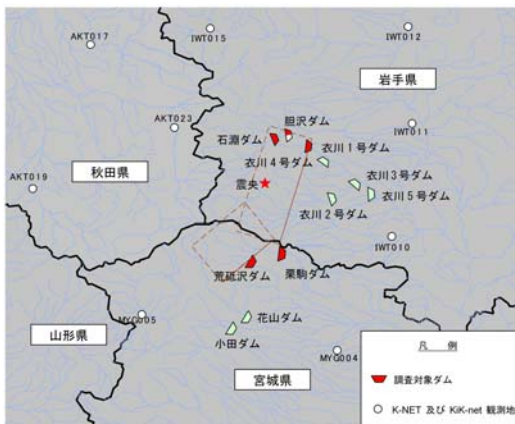 AKT017
IWT015
IWT012
岩手県
AKT023
胆沢ダム
石淵ダム
衣川1号ダム
IWT011
衣川4号ダム
秋田県
震央
衣川3号ダム
AKT019
衣川5号ダム
衣川2号ダム
IWT010
荒砥沢ダム
栗駒ダム
MYG005
花山ダム
山形県
小田ダム
MYG004
宮城県
凡 例
調査対象ダム
K-NET 及び KiK-net 観測地